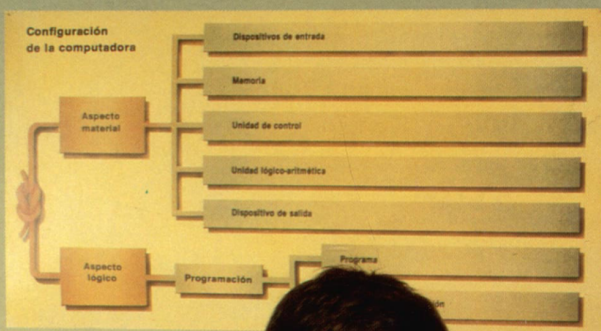 Configuración
de la computadora
Dispositivos de entrada
Memoria
Aspecto
material
Unidad de control
Unidad lógico-aritmética
Dispositivo de salida
Aspecto
lógico
Programación
Programa